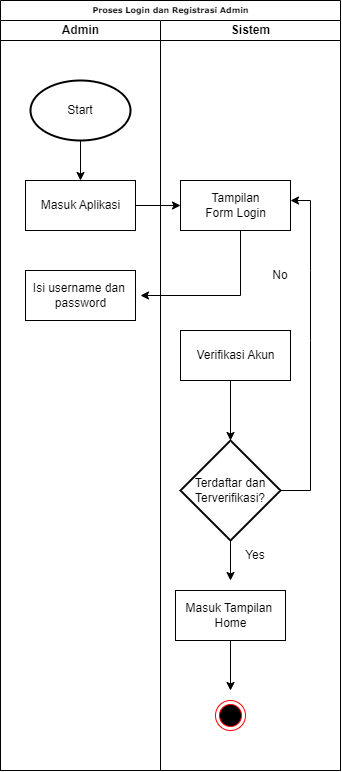 Proses Login dan Registrasi Admin
Admin
Sistem
Start
Masuk Aplikasi
Tampilan
Form Login
Isi username dan
password
No
Verifikasi Akun
Terdaftar dan
Terverifikasi?
Yes
Masuk Tampilan
Home